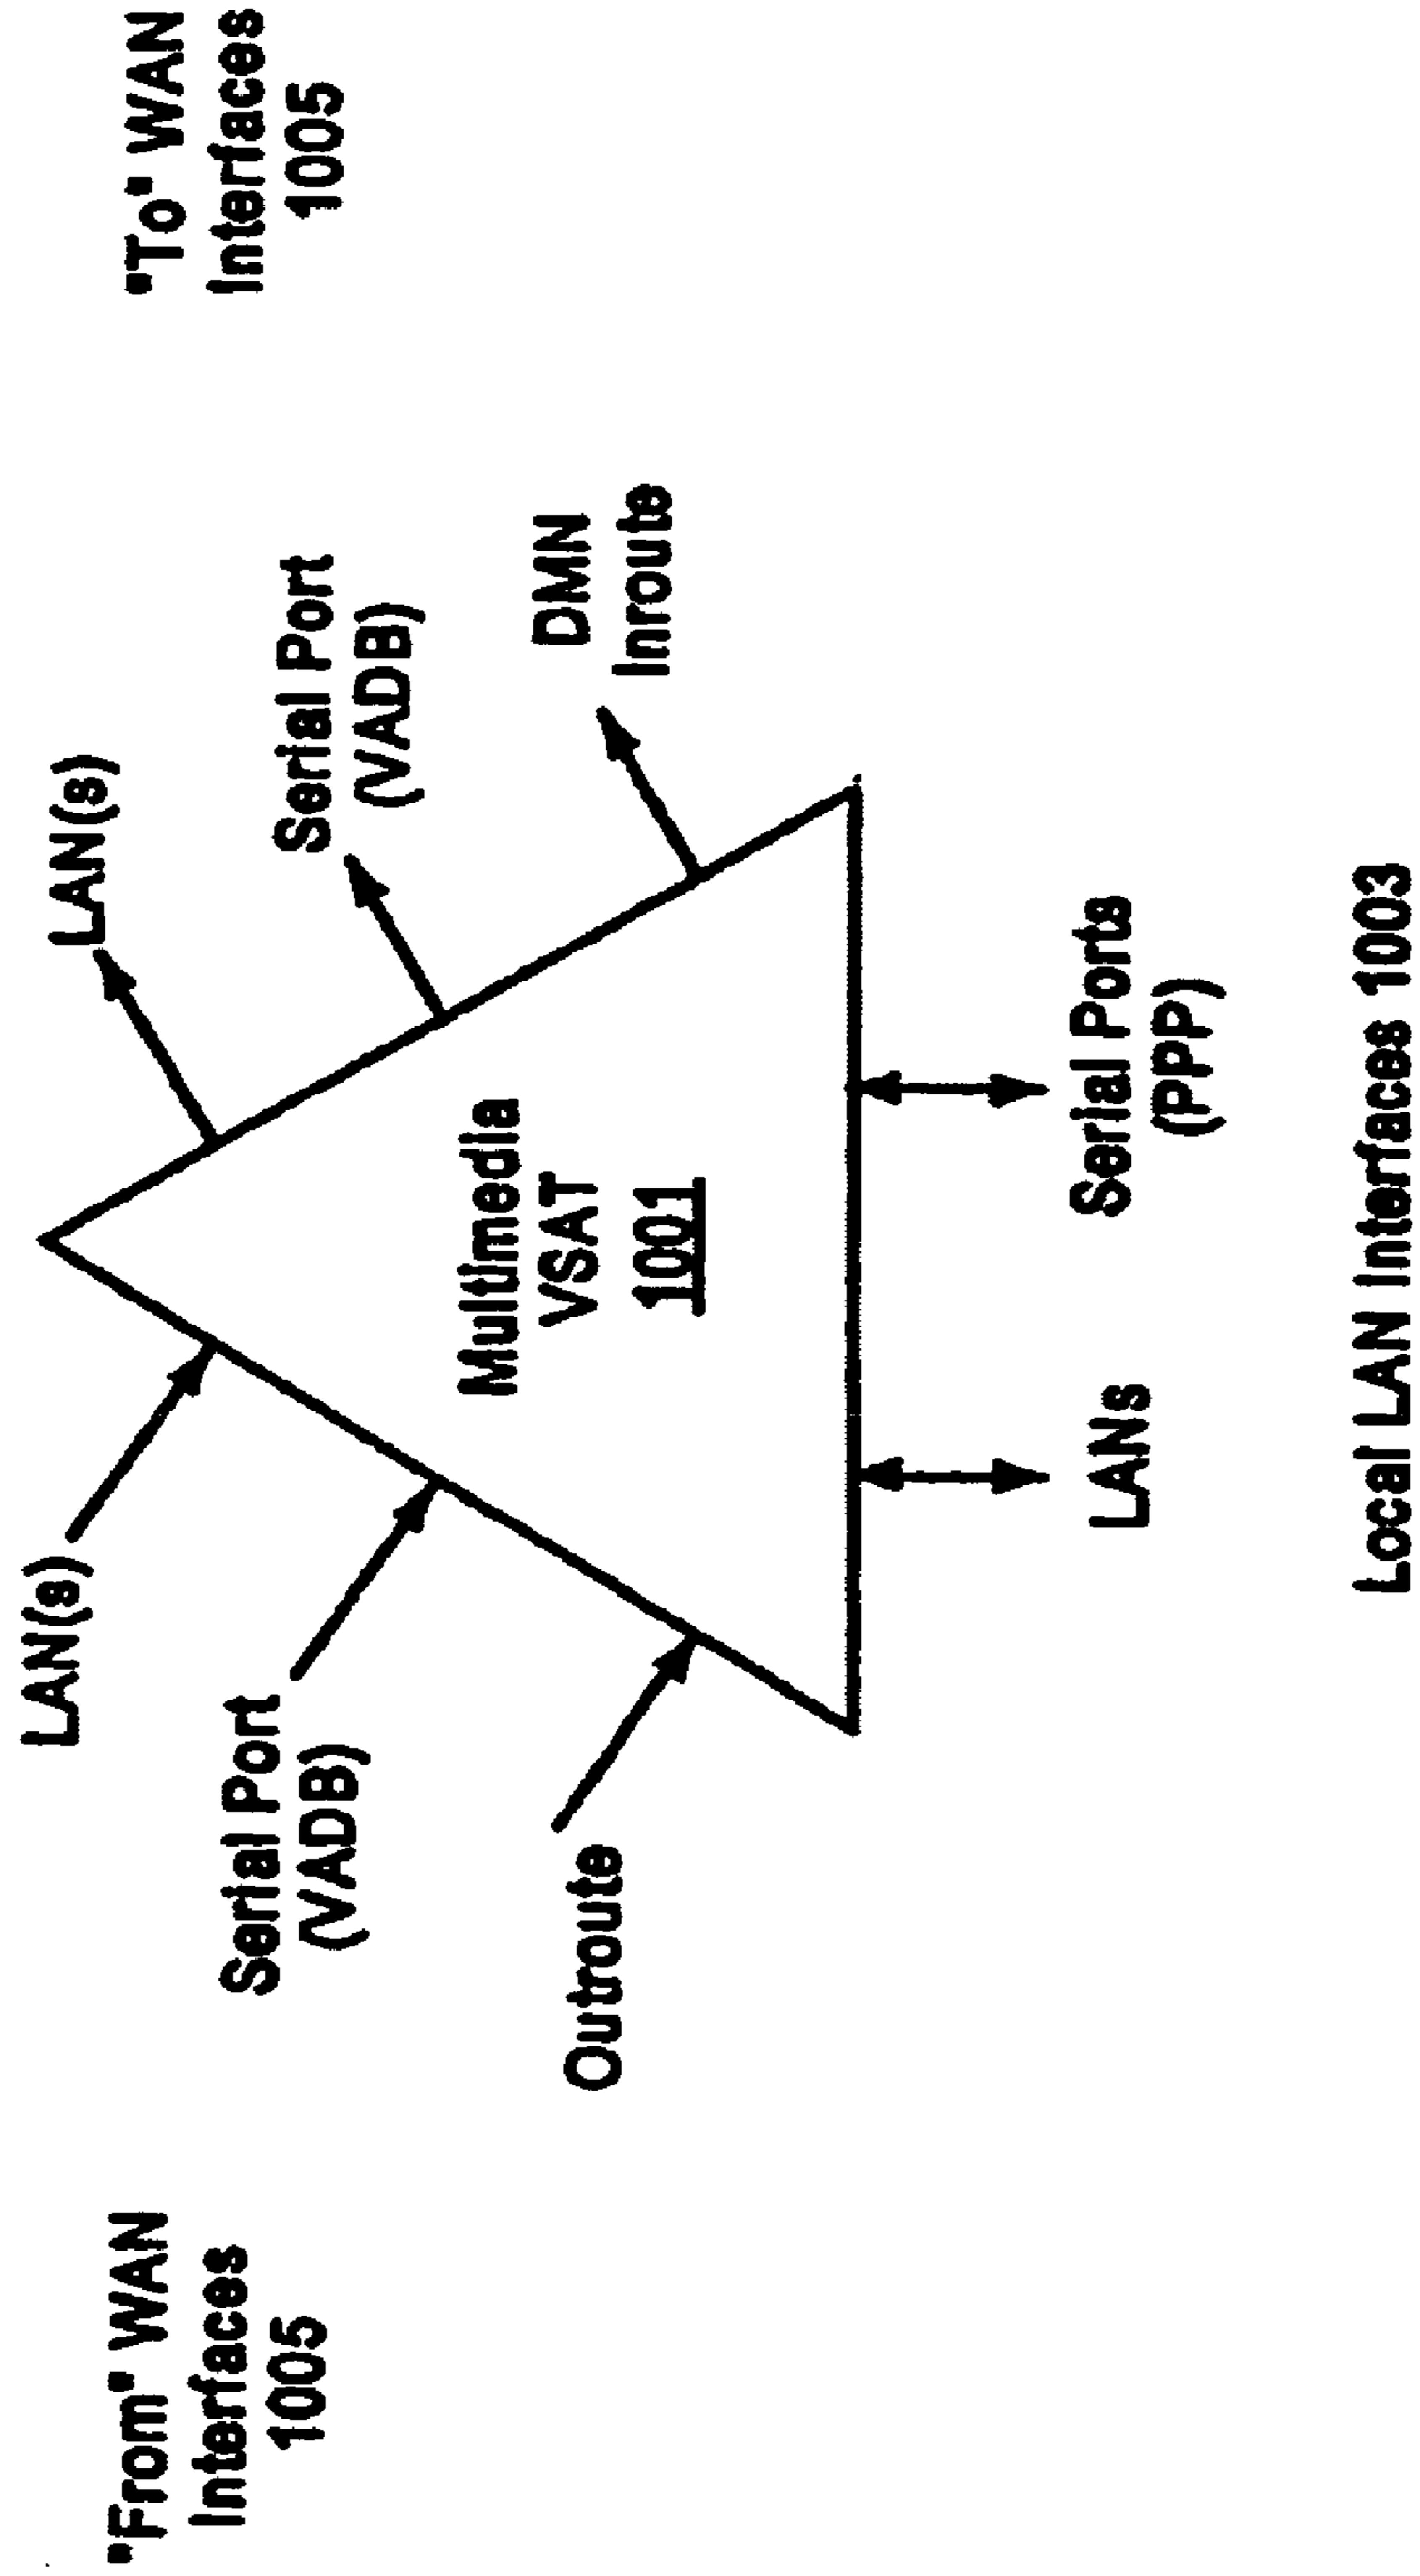 "From" WAN
Interfaces
1005
LAN(s)
Serial Port
(VADB)
Outroute
Multimedia
VSAT
1001
LAN(s)
Serial Port
(VADB)
DMN
Inroute
"To" WAN
Interfaces
1005
LANs
Serial Ports
(PPP)
Local LAN Interfaces 1003